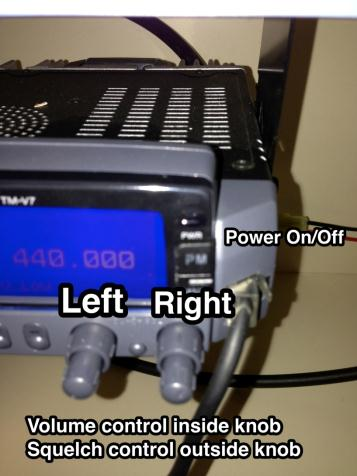 TM-V7
PWR
Power On/Off
PM
440.000
LOW
Left Right
Volume control inside knob
Squelch control outside knob